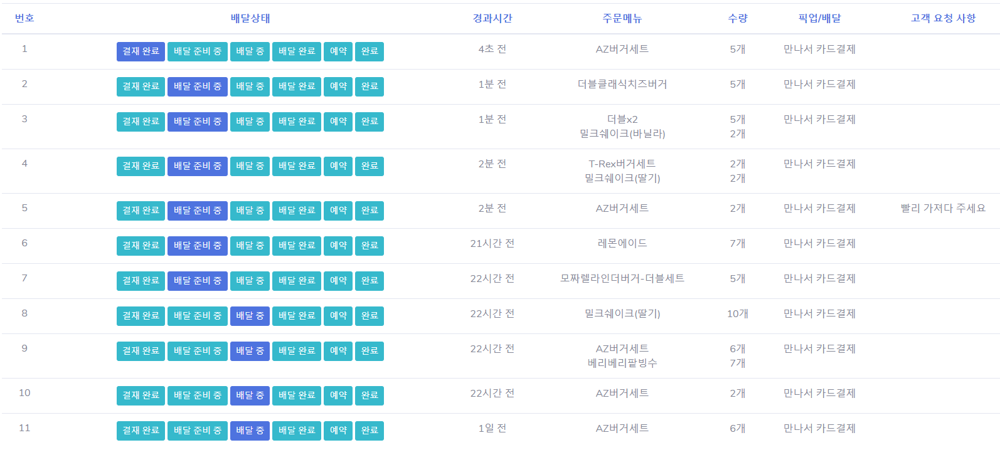 번호 배달상태 경과시간 주문메뉴 수량 픽업/배달 고객 요청 사항
1 결재 완료 배달 준비 중 배달 중 배달 완료 예약 완료 4초 전 AZ버거세트 5개 만나서 카드결제
2 결재 완료 배달 준비 중 배달 중 배달 완료 예약 완료 1분 전 더블클래식치즈버거 5개 만나서 카드결제
3 결재 완료 배달 준비 중 배달 중 배달 완료 예약 완료 1분 전 더블x2 5개 만나서 카드결제
밀크쉐이크(바닐라) 2개
4 결재 완료 배달 준비 중 배달 중 배달 완료 예약 완료 2분 전 T-Rex버거세트 2개 만나서 카드결제
밀크쉐이크(딸기) 2개
5 결재 완료 배달 준비 중 배달 중 배달 완료 예약 완료 2분 전 AZ버거세트 2개 만나서 카드결제 빨리 가져다 주세요
6 결재 완료 배달 준비 중 배달 중 배달 완료 예약 완료 21시간 전 레몬에이드 7개 만나서 카드결제
7 결재 완료 배달 준비 중 배달 중 배달 완료 예약 완료 22시간 전 모짜렐라인더버거-더블세트 5개 만나서 카드결제
8 결재 완료 배달 준비 중 배달 중 배달 완료 예약 완료 22시간 전 밀크쉐이크(딸기) 10개 만나서 카드결제
9 결재 완료 배달 준비 중 배달 중 배달 완료 예약 완료 22시간 전 AZ버거세트 6개 만나서 카드결제
베리베리팥빙수 7개
10 결재 완료 배달 준비 중 배달 중 배달 완료 예약 완료 22시간 전 AZ버거세트 2개 만나서 카드결제
11 결재 완료 배달 준비 중 배달 중 배달 완료 예약 완료 1일 전 AZ버거세트 6개 만나서 카드결제